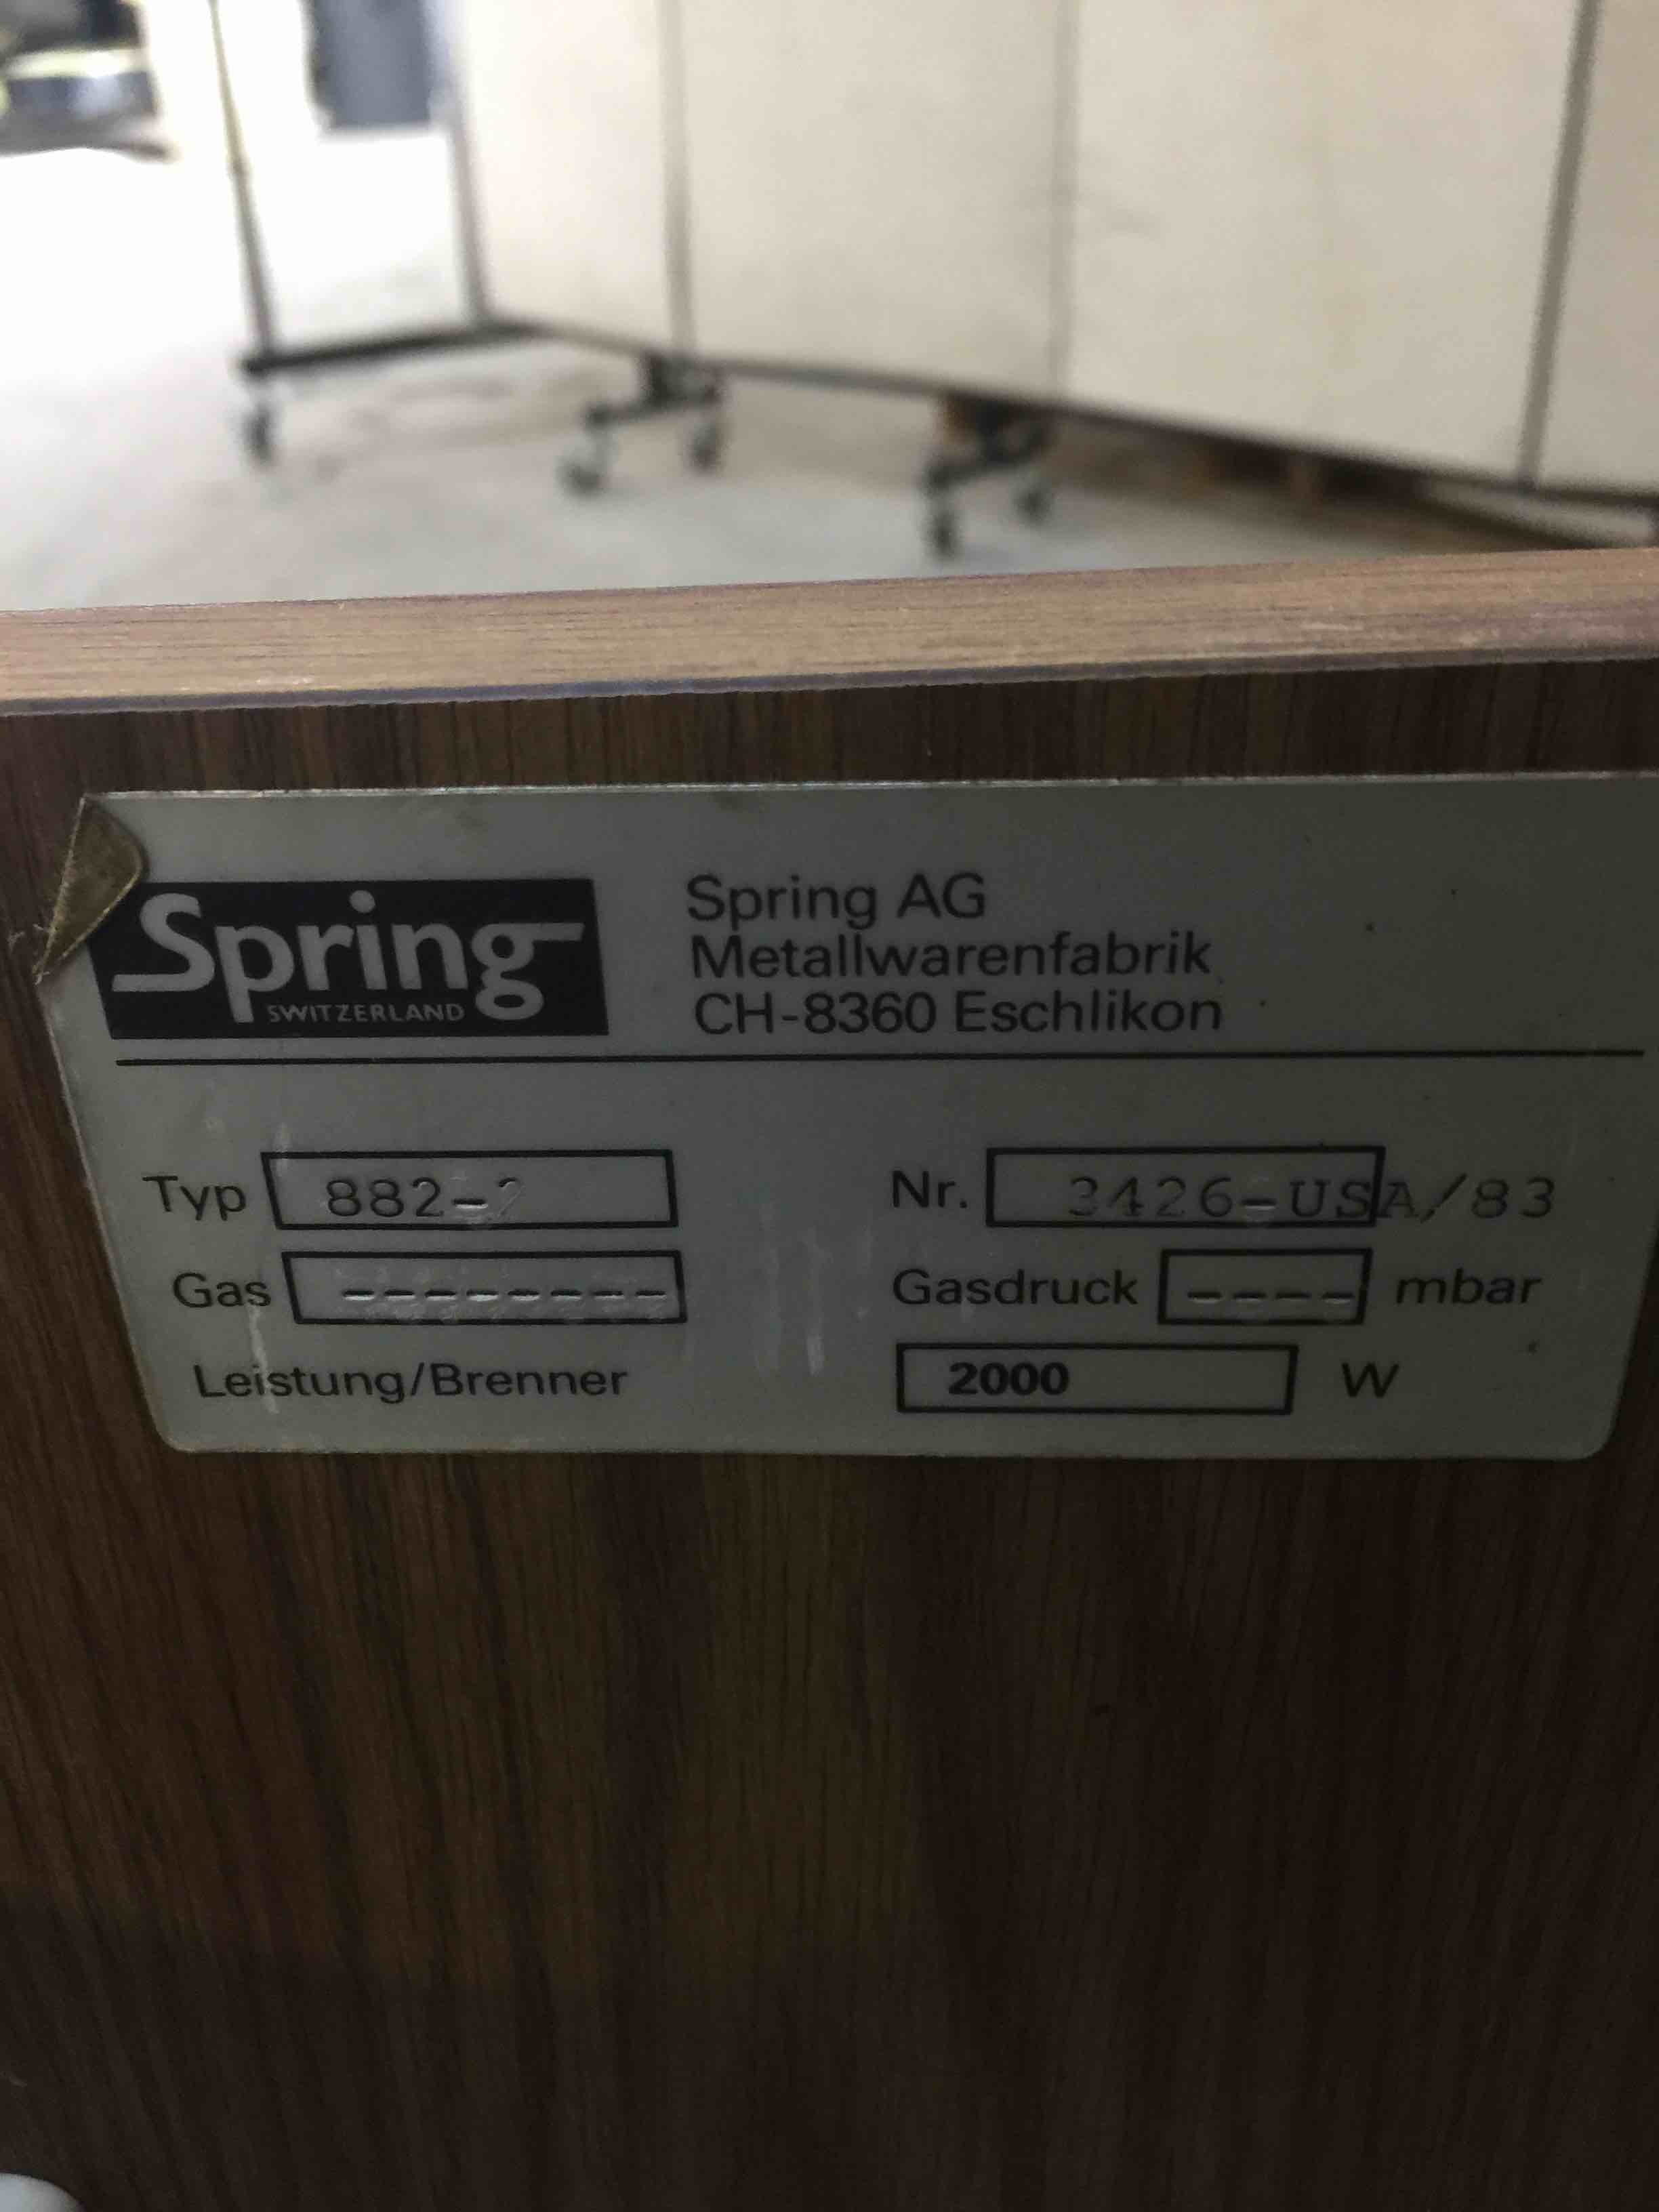 Spring
SWITZERLAND
Spring AG
Metallwarenfabrik
CH-8360 Eschlikon
Typ
Nr. 3426-USA/83
Gas --------
Gasdruck ---- mbar
Leistung/Brenner 2000 W